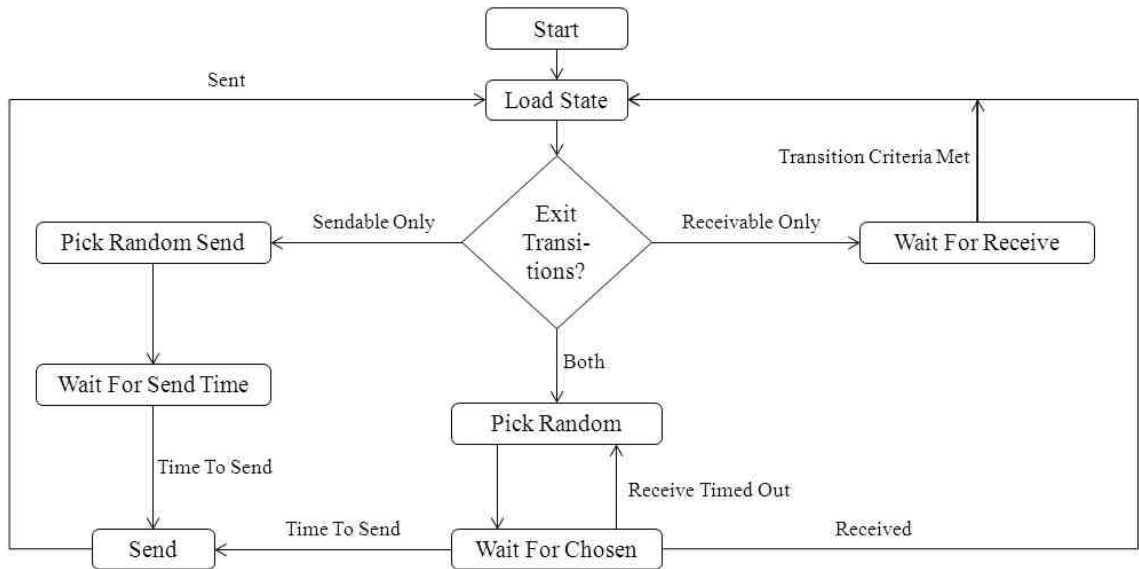 Start
Sent
Load State
Transition Criteria Met
Sendable Only
Exit
Transi-
tions?
Receivable Only
Pick Random Send
Wait For Receive
Both
Wait For Send Time
Pick Random
Time To Send
Receive Timed Out
Time To Send
Received
Send
Wait For Chosen